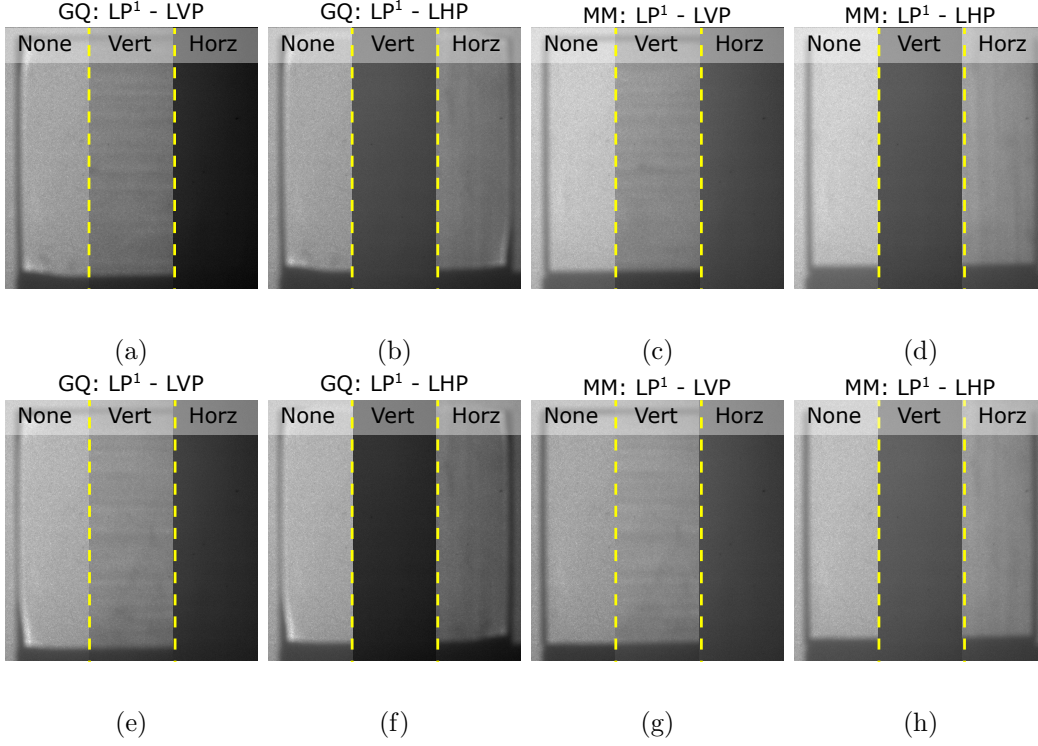 GQ: LP¹ - LVP GQ: LP¹ - LHP MM: LP¹ - LVP MM: LP¹ - LHP
None Vert Horz None Vert Horz None Vert Horz None Vert Horz
(a) (b) (c) (d)
GQ: LP¹ - LVP GQ: LP¹ - LHP MM: LP¹ - LVP MM: LP¹ - LHP
None Vert Horz None Vert Horz None Vert Horz None Vert Horz
(e) (f) (g) (h)